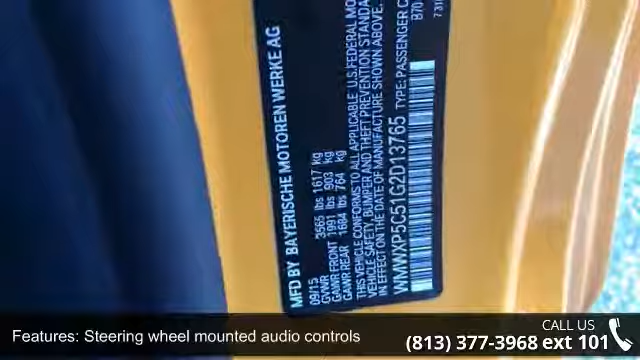 MFD BY BAYERISCHE MOTOREN WERKE AG
09/15
GVWR 3565 lbs 1617 kg
GAWR FRONT 1991 lbs 903 kg
GAWR REAR 1684 lbs 764 kg
THIS VEHICLE CONFORMS TO ALL APPLICABLE U.S. FEDERAL MO
VEHICLE SAFETY, BUMPER AND THEFT PREVENTION STANDA
IN EFFECT ON THE DATE OF MANUFACTURE SHOWN ABOVE.
WMWXP5C51G2D13765 TYPE: PASSENGER C
B70
Features: Steering wheel mounted audio controls
CALL US
(813) 377-3968 ext 101